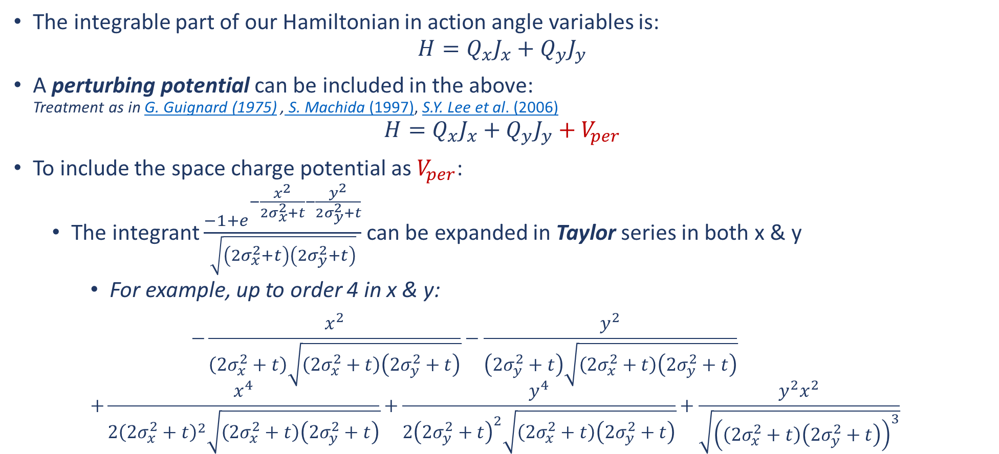 • The integrable part of our Hamiltonian in action angle variables is:
$H = Q_x J_x + Q_y J_y$
• A perturbing potential can be included in the above:
Treatment as in G. Guignard (1975) , S. Machida (1997), S.Y. Lee et al. (2006)
$H = Q_x J_x + Q_y J_y + V_{per}$
• To include the space charge potential as $V_{per}$:
• The integrant $\frac{-1+e^{-\frac{x^2}{2\sigma_x^2+t}-\frac{y^2}{2\sigma_y^2+t}}}{\sqrt{(2\sigma_x^2+t)(2\sigma_y^2+t)}}$ can be expanded in Taylor series in both x & y
• For example, up to order 4 in x & y:
$-\frac{x^2}{(2\sigma_x^2+t)\sqrt{(2\sigma_x^2+t)(2\sigma_y^2+t)}} - \frac{y^2}{(2\sigma_y^2+t)\sqrt{(2\sigma_x^2+t)(2\sigma_y^2+t)}}$
$+\frac{x^4}{2(2\sigma_x^2+t)^2\sqrt{(2\sigma_x^2+t)(2\sigma_y^2+t)}} + \frac{y^4}{2(2\sigma_y^2+t)^2\sqrt{(2\sigma_x^2+t)(2\sigma_y^2+t)}} + \frac{y^2x^2}{\sqrt{((2\sigma_x^2+t)(2\sigma_y^2+t))^3}}$